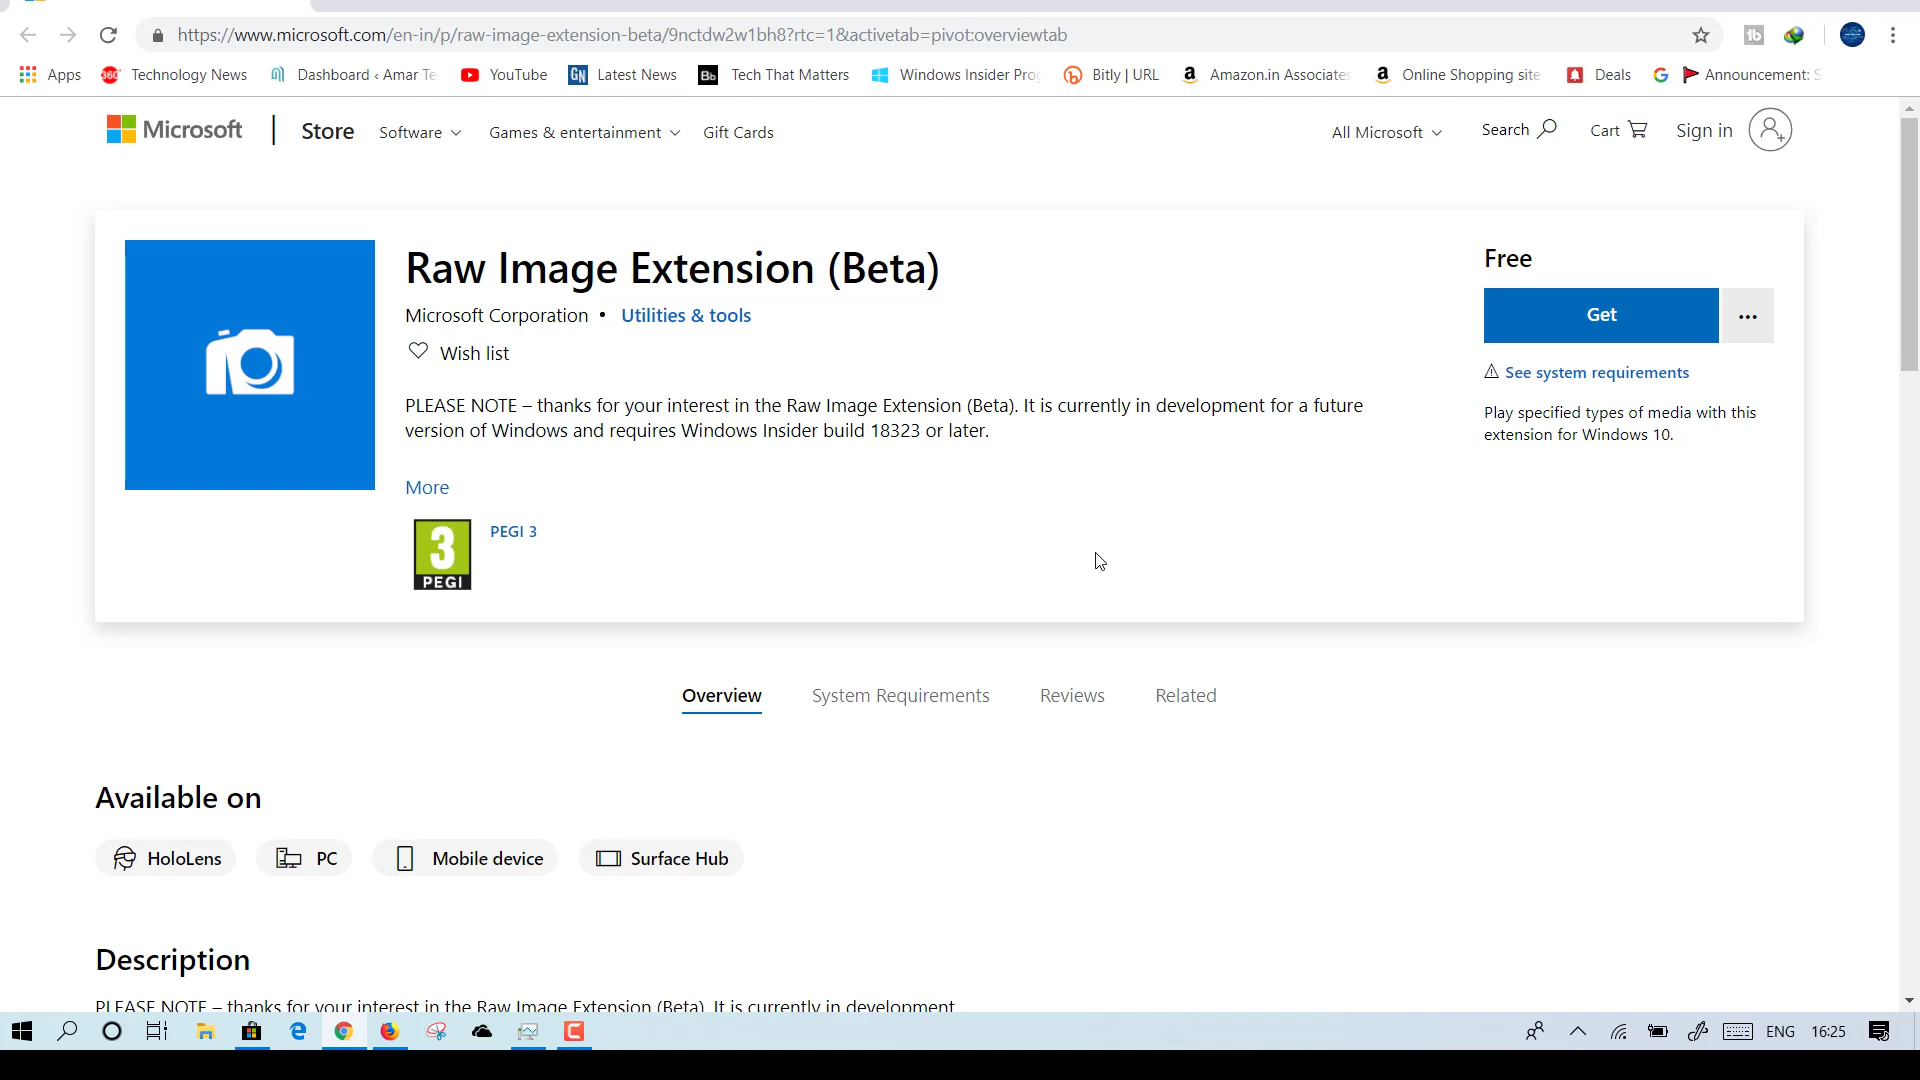 https://www.microsoft.com/en-in/p/raw-image-extension-beta/9nctdw2w1bh8?rtc=1&activetab=pivot:overviewtab
Apps 360 Technology News Dashboard ‹ Amar Te YouTube GN Latest News Bb Tech That Matters Windows Insider Pro Bitly | URL Amazon.in Associates Online Shopping site Deals Announcement: S
Microsoft Store Software Games & entertainment Gift Cards All Microsoft Search Cart Sign in
Raw Image Extension (Beta)
Microsoft Corporation • Utilities & tools
Wish list
PLEASE NOTE – thanks for your interest in the Raw Image Extension (Beta). It is currently in development for a future
version of Windows and requires Windows Insider build 18323 or later.
More
3
PEGI
PEGI 3
Free
Get
See system requirements
Play specified types of media with this
extension for Windows 10.
Overview System Requirements Reviews Related
Available on
HoloLens PC Mobile device Surface Hub
Description
PLEASE NOTE – thanks for your interest in the Raw Image Extension (Beta). It is currently in development
ENG 16:25